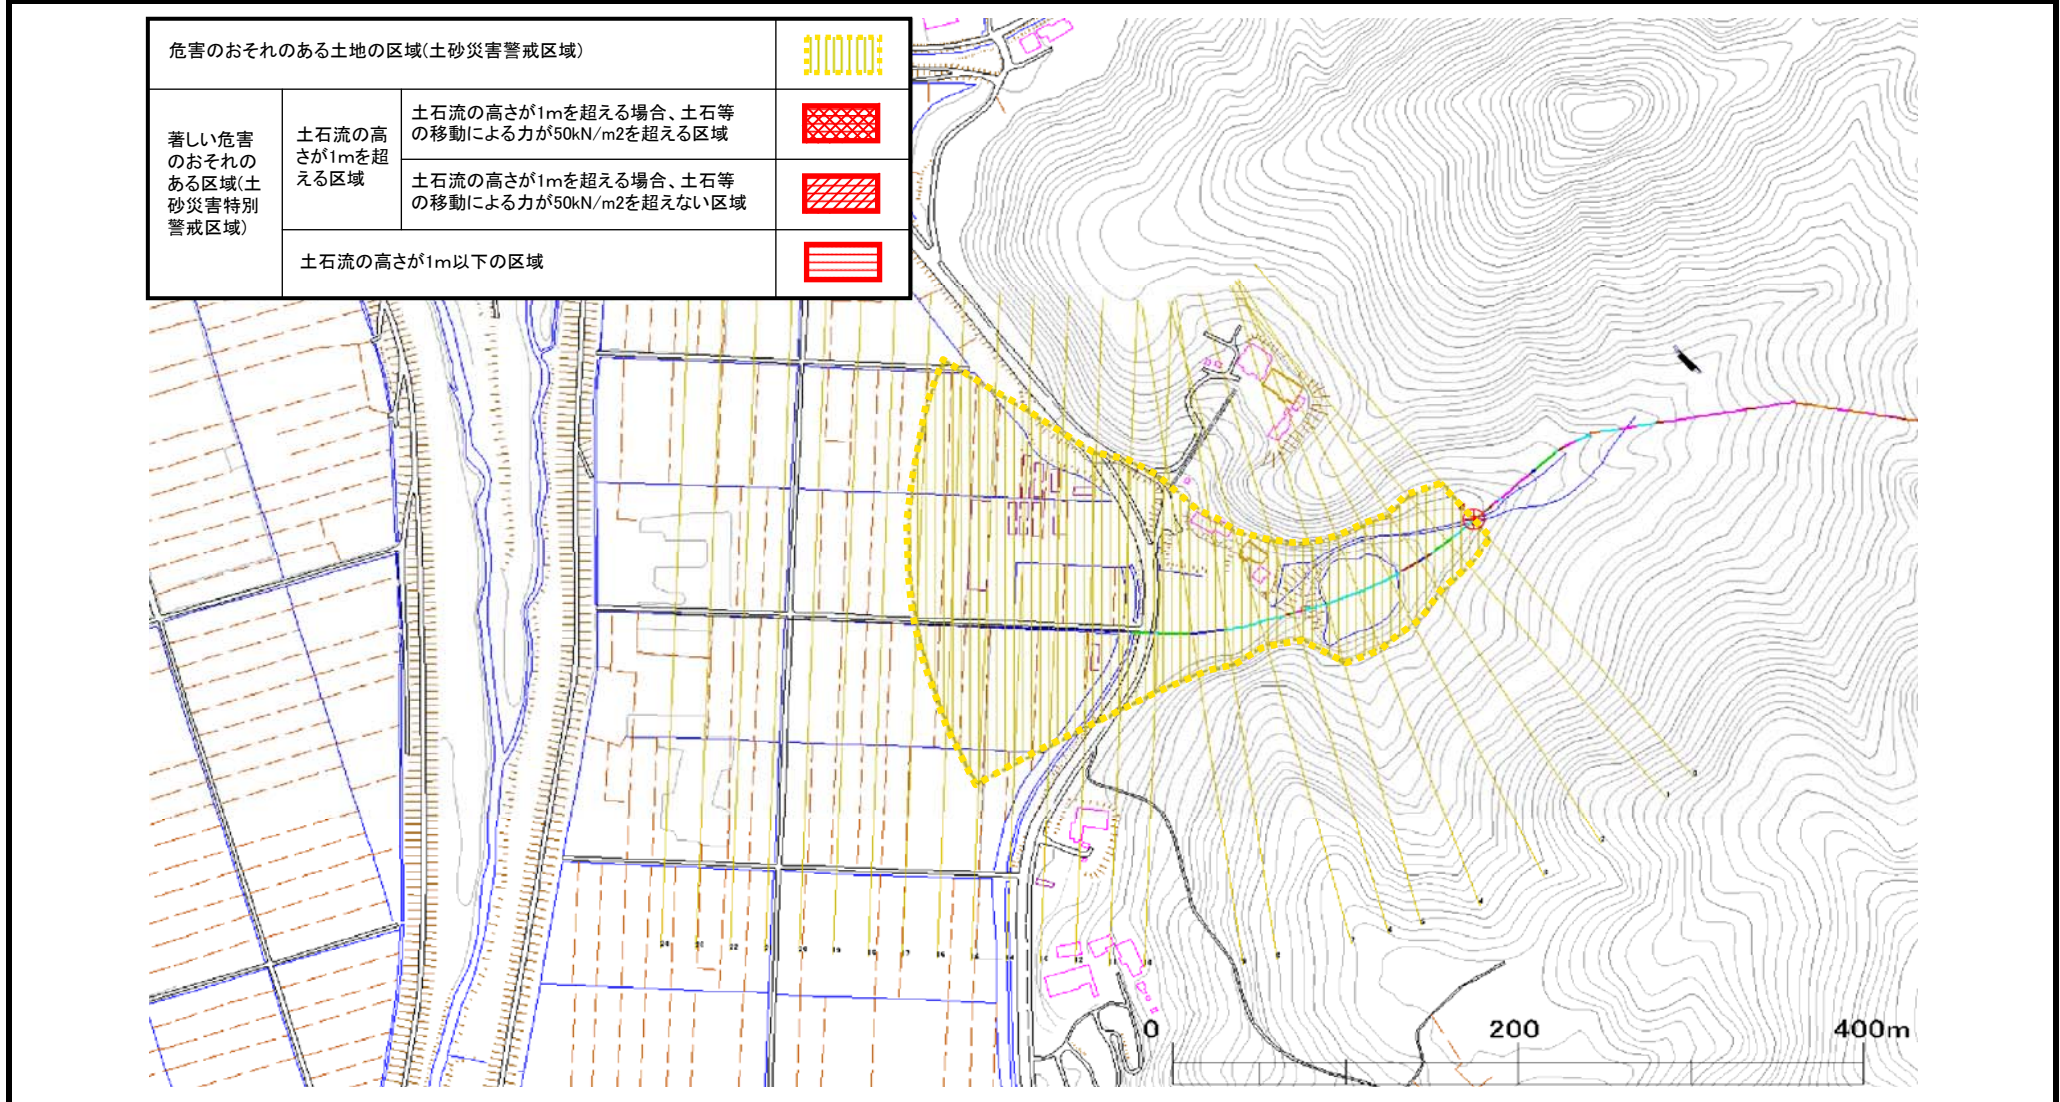 危害のおそれのある土地の区域(土砂災害警戒区域)
著しい危害
のおそれの
ある区域(土
砂災害特別
警戒区域)
土石流の高
さが1mを超
える区域
土石流の高さが1mを超える場合、土石等
の移動による力が50kN/m2を超える区域
土石流の高さが1mを超える場合、土石等
の移動による力が50kN/m2を超えない区域
土石流の高さが1m以下の区域
0 200 400m